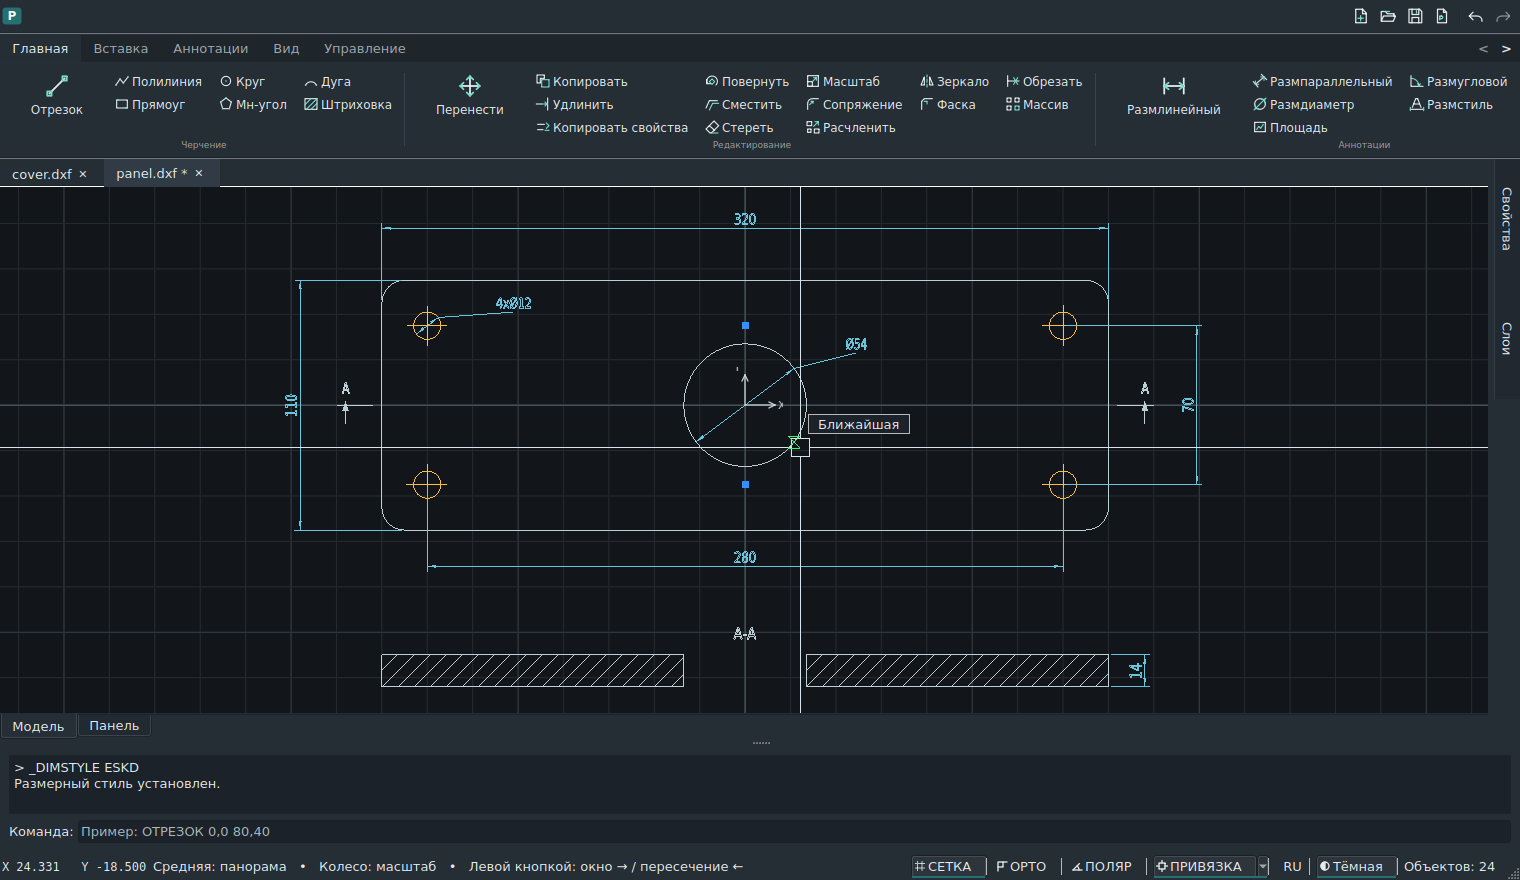 P
Главная Вставка Аннотации Вид Управление < >
Отрезок
Полилиния Круг Дуга
Прямоуг Мн-угол Штриховка
Черчение
Перенести
Копировать Повернуть Масштаб Зеркало Обрезать
Удлинить Сместить Сопряжение Фаска Массив
Копировать свойства Стереть Расчленить
Редактирование
Размлинейный
Размпараллельный Размугловой
Размдиаметр Размстиль
Площадь
Аннотации
cover.dxf × panel.dxf * ×
Свойства
Слои
320
4xØ12
Ø54
A A
110
70
X
Ближайшая
280
A-A
14
Модель Панель
> _DIMSTYLE ESKD
Размерный стиль установлен.
Команда: Пример: ОТРЕЗОК 0,0 80,40
X 24.331 Y -18.500 Средняя: панорама • Колесо: масштаб • Левой кнопкой: окно → / пересечение ← СЕТКА ОРТО ПОЛЯР ПРИВЯЗКА RU Тёмная Объектов: 24